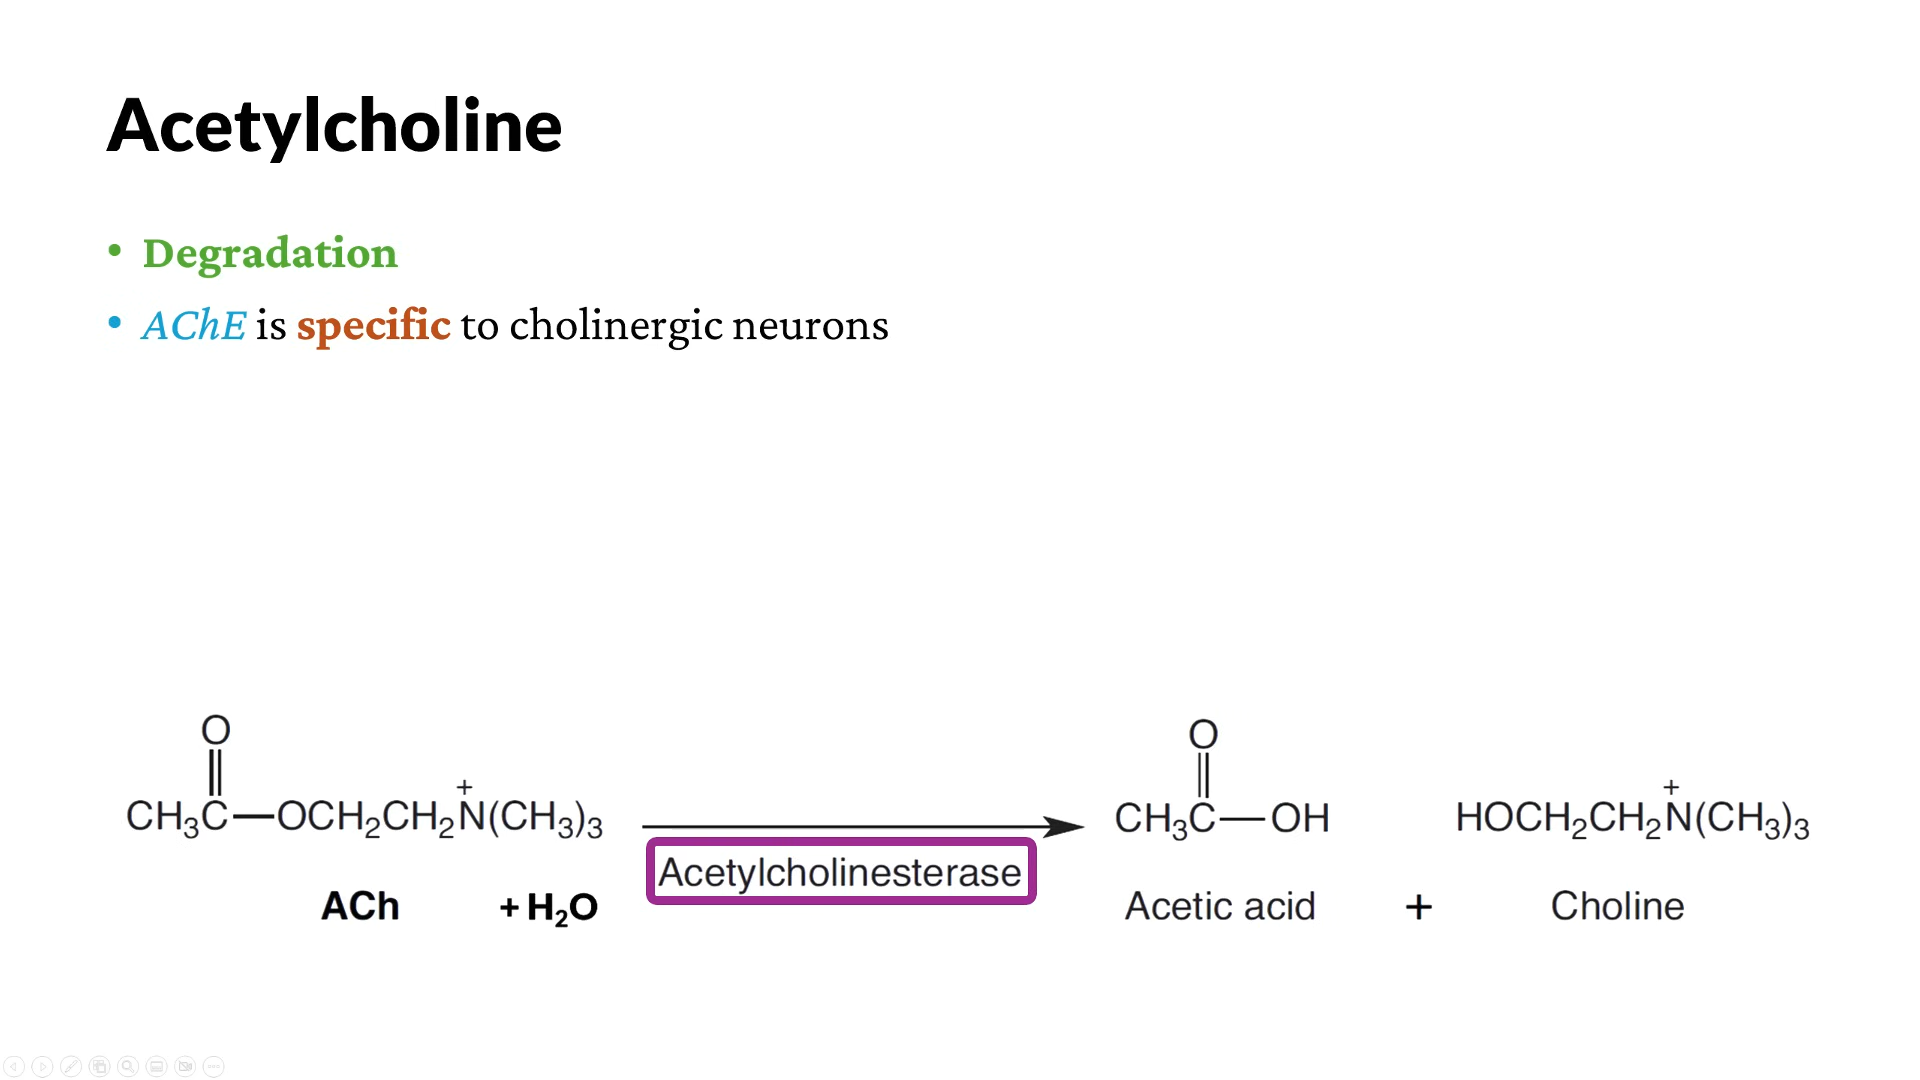 Acetylcholine
• Degradation
• AChE is specific to cholinergic neurons
O
O
+
+
CH₃C—OCH₂CH₂N(CH₃)₃
CH₃C—OH
HOCH₂CH₂N(CH₃)₃
Acetylcholinesterase
ACh + H₂O
Acetic acid + Choline